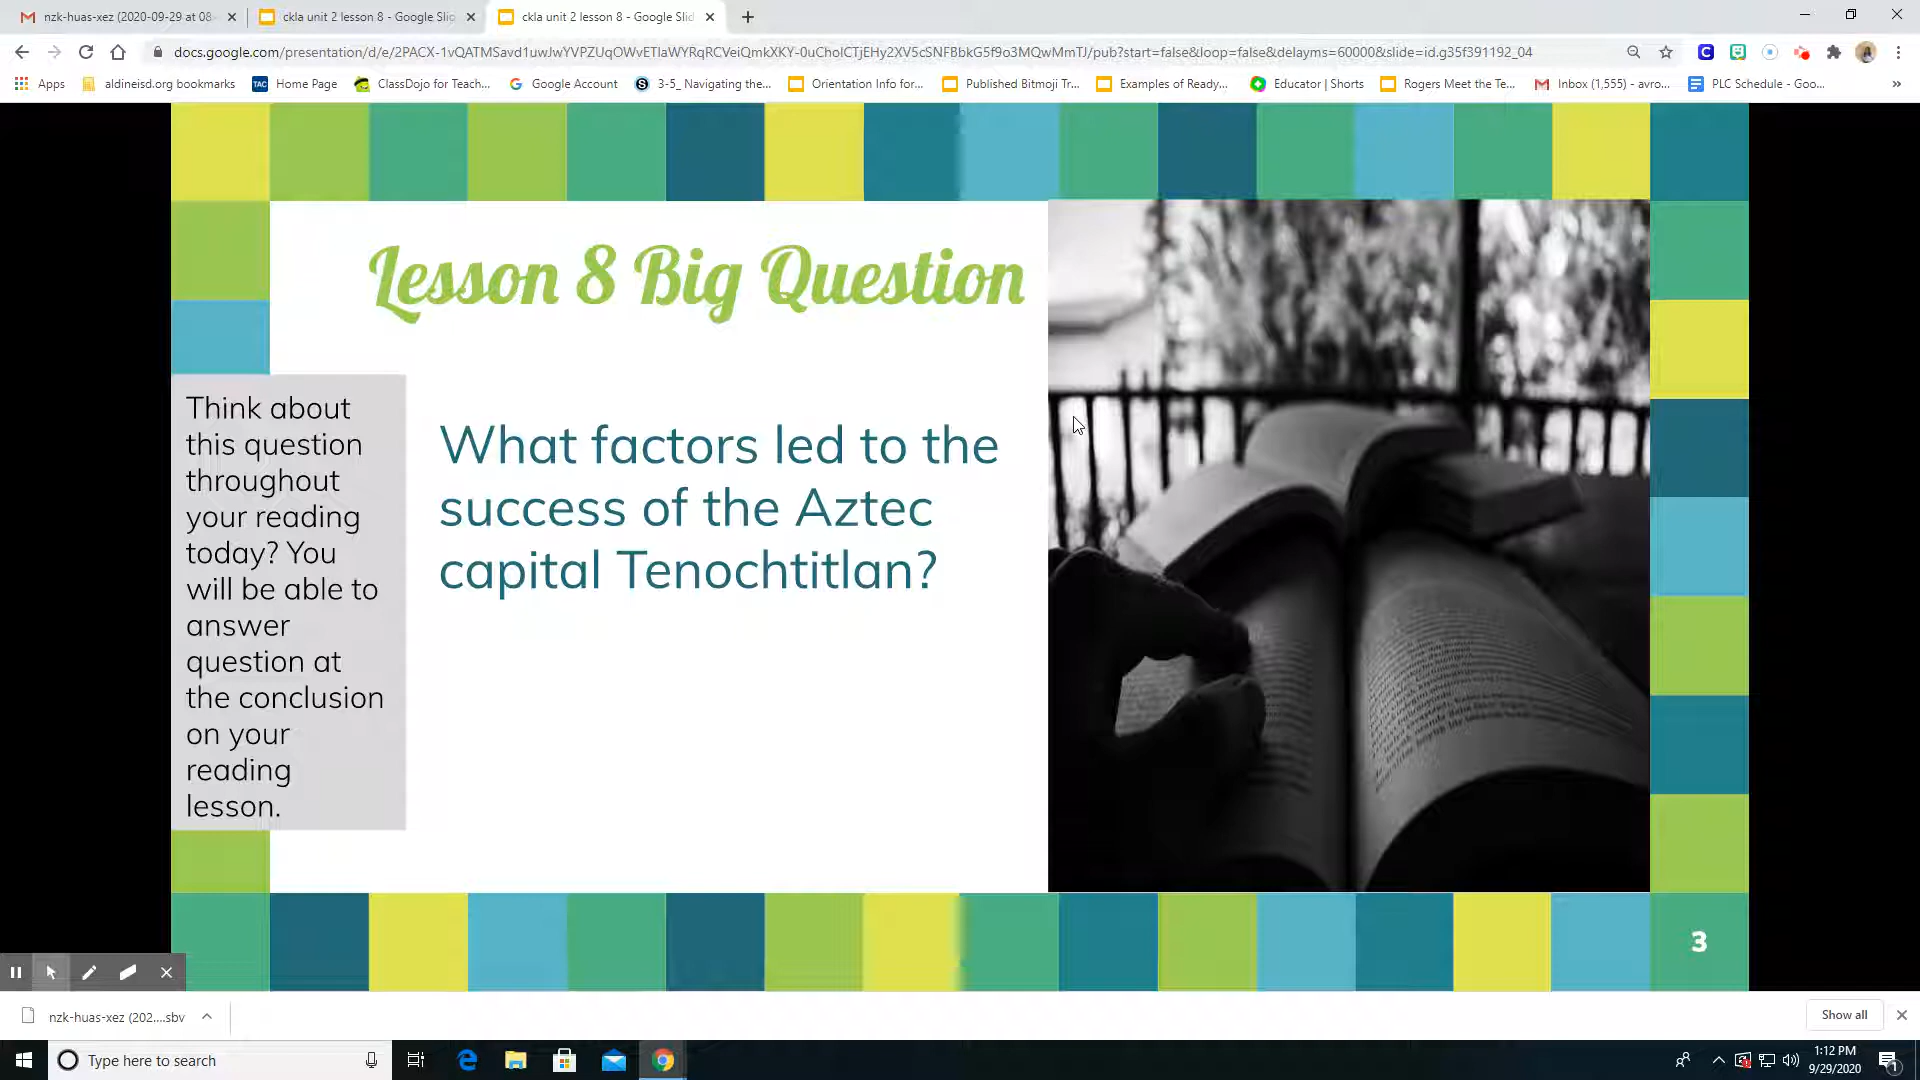 nzk-huas-xez (2020-09-29 at 08
ckla unit 2 lesson 8 - Google Slid
ckla unit 2 lesson 8 - Google Slid
docs.google.com/presentation/d/e/2PACX-1vQATMSavd1uwJwYVPZUqOWvETlaWYRqRCVeiQmkXKY-0uCholCTjEHy2XV5cSNFBbkG5f9o3MQwMmTJ/pub?start=false&loop=false&delayms=60000&slide=id.g35f391192_04
Apps
aldineisd.org bookmarks
TAC Home Page
ClassDojo for Teach...
Google Account
3-5_ Navigating the...
Orientation Info for...
Published Bitmoji Tr...
Examples of Ready...
Educator | Shorts
Rogers Meet the Te...
Inbox (1,555) - avro...
PLC Schedule - Goo...
Lesson 8 Big Question
Think about
this question
throughout
your reading
today? You
will be able to
answer
question at
the conclusion
on your
reading
lesson.
What factors led to the
success of the Aztec
capital Tenochtitlan?
3
nzk-huas-xez (202....sbv
Show all
Type here to search
1:12 PM
9/29/2020